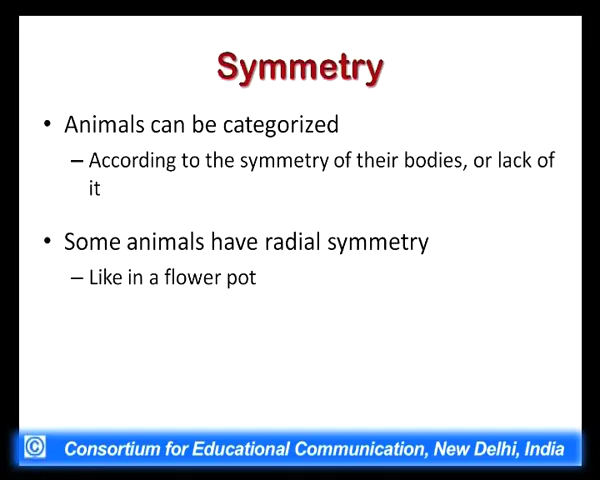 Symmetry
• Animals can be categorized
– According to the symmetry of their bodies, or lack of
it
• Some animals have radial symmetry
– Like in a flower pot
© Consortium for Educational Communication, New Delhi, India